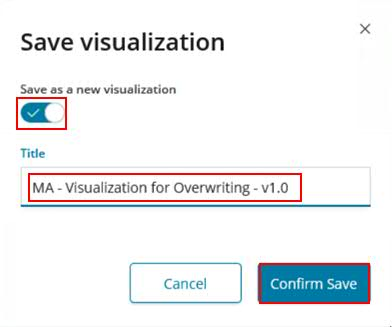 Save visualization
Save as a new visualization
Title
MA - Visualization for Overwriting - v1.0
Cancel
Confirm Save